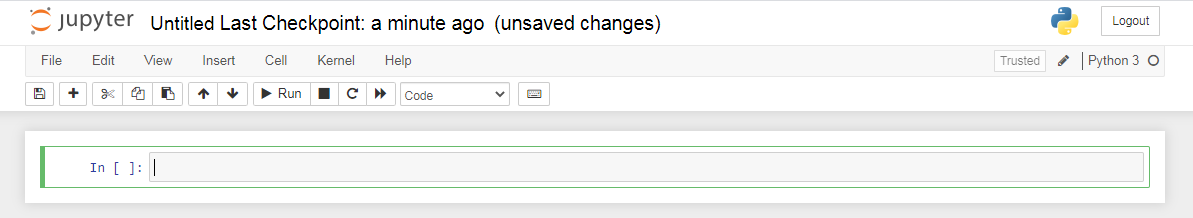 jupyter Untitled Last Checkpoint: a minute ago (unsaved changes) Logout
File Edit View Insert Cell Kernel Help Trusted Python 3
Run Code
In [ ]: